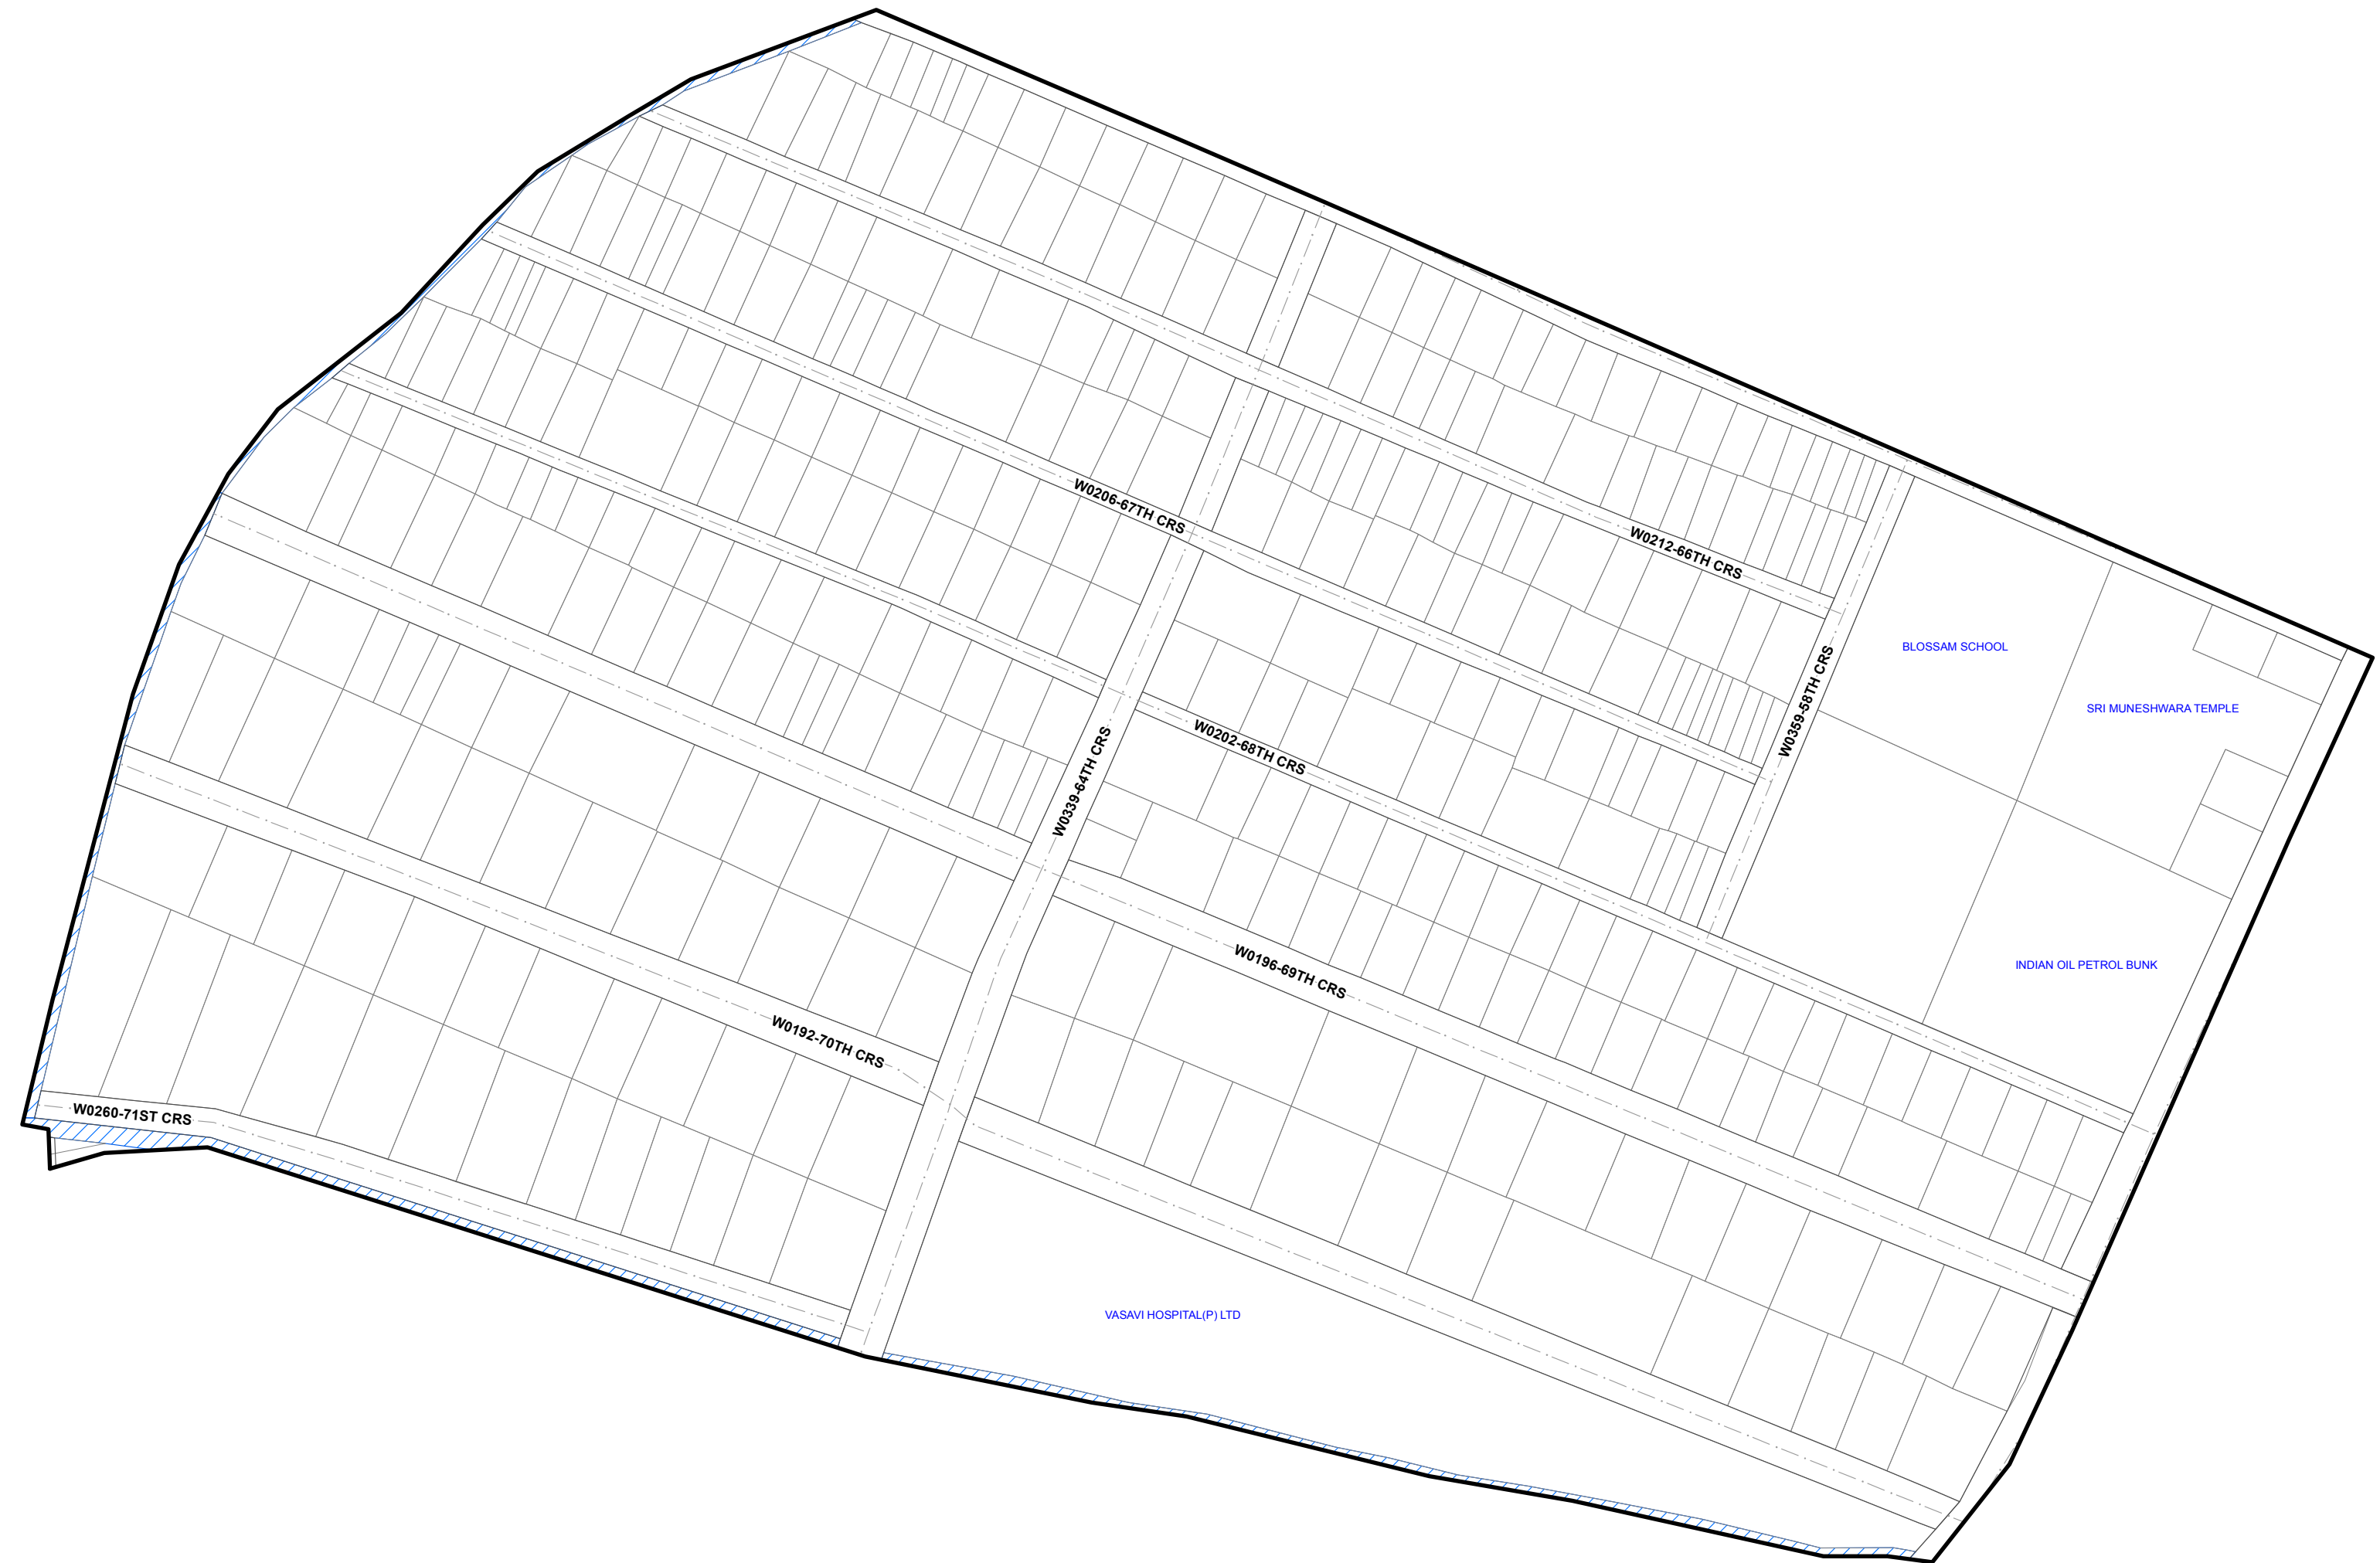 W0206-67TH CRS
W0212-66TH CRS
BLOSSAM SCHOOL
W0359-58TH CRS
SRI MUNESHWARA TEMPLE
W0202-68TH CRS
W0339-64TH CRS
W0196-69TH CRS
INDIAN OIL PETROL BUNK
W0192-70TH CRS
W0260-71ST CRS
VASAVI HOSPITAL(P) LTD